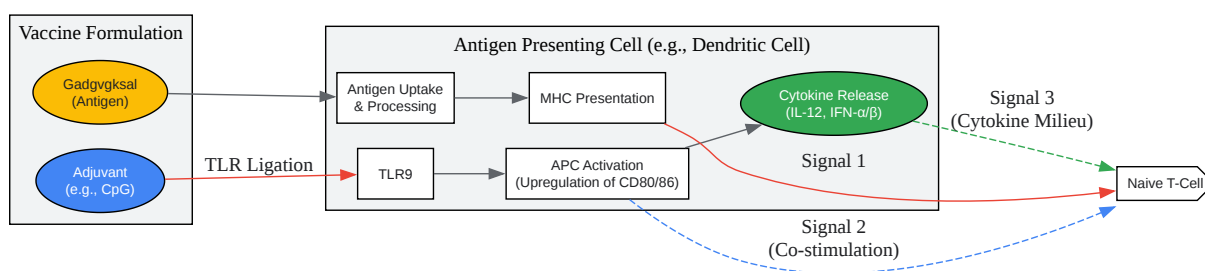 Vaccine Formulation
Gadgvgksal
(Antigen)
Adjuvant
(e.g., CpG)
TLR Ligation
Antigen Presenting Cell (e.g., Dendritic Cell)
Antigen Uptake
& Processing
MHC Presentation
Cytokine Release
(IL-12, IFN-α/β)
TLR9
APC Activation
(Upregulation of CD80/86)
Signal 1
Signal 2
(Co-stimulation)
Signal 3
(Cytokine Milieu)
Naive T-Cell